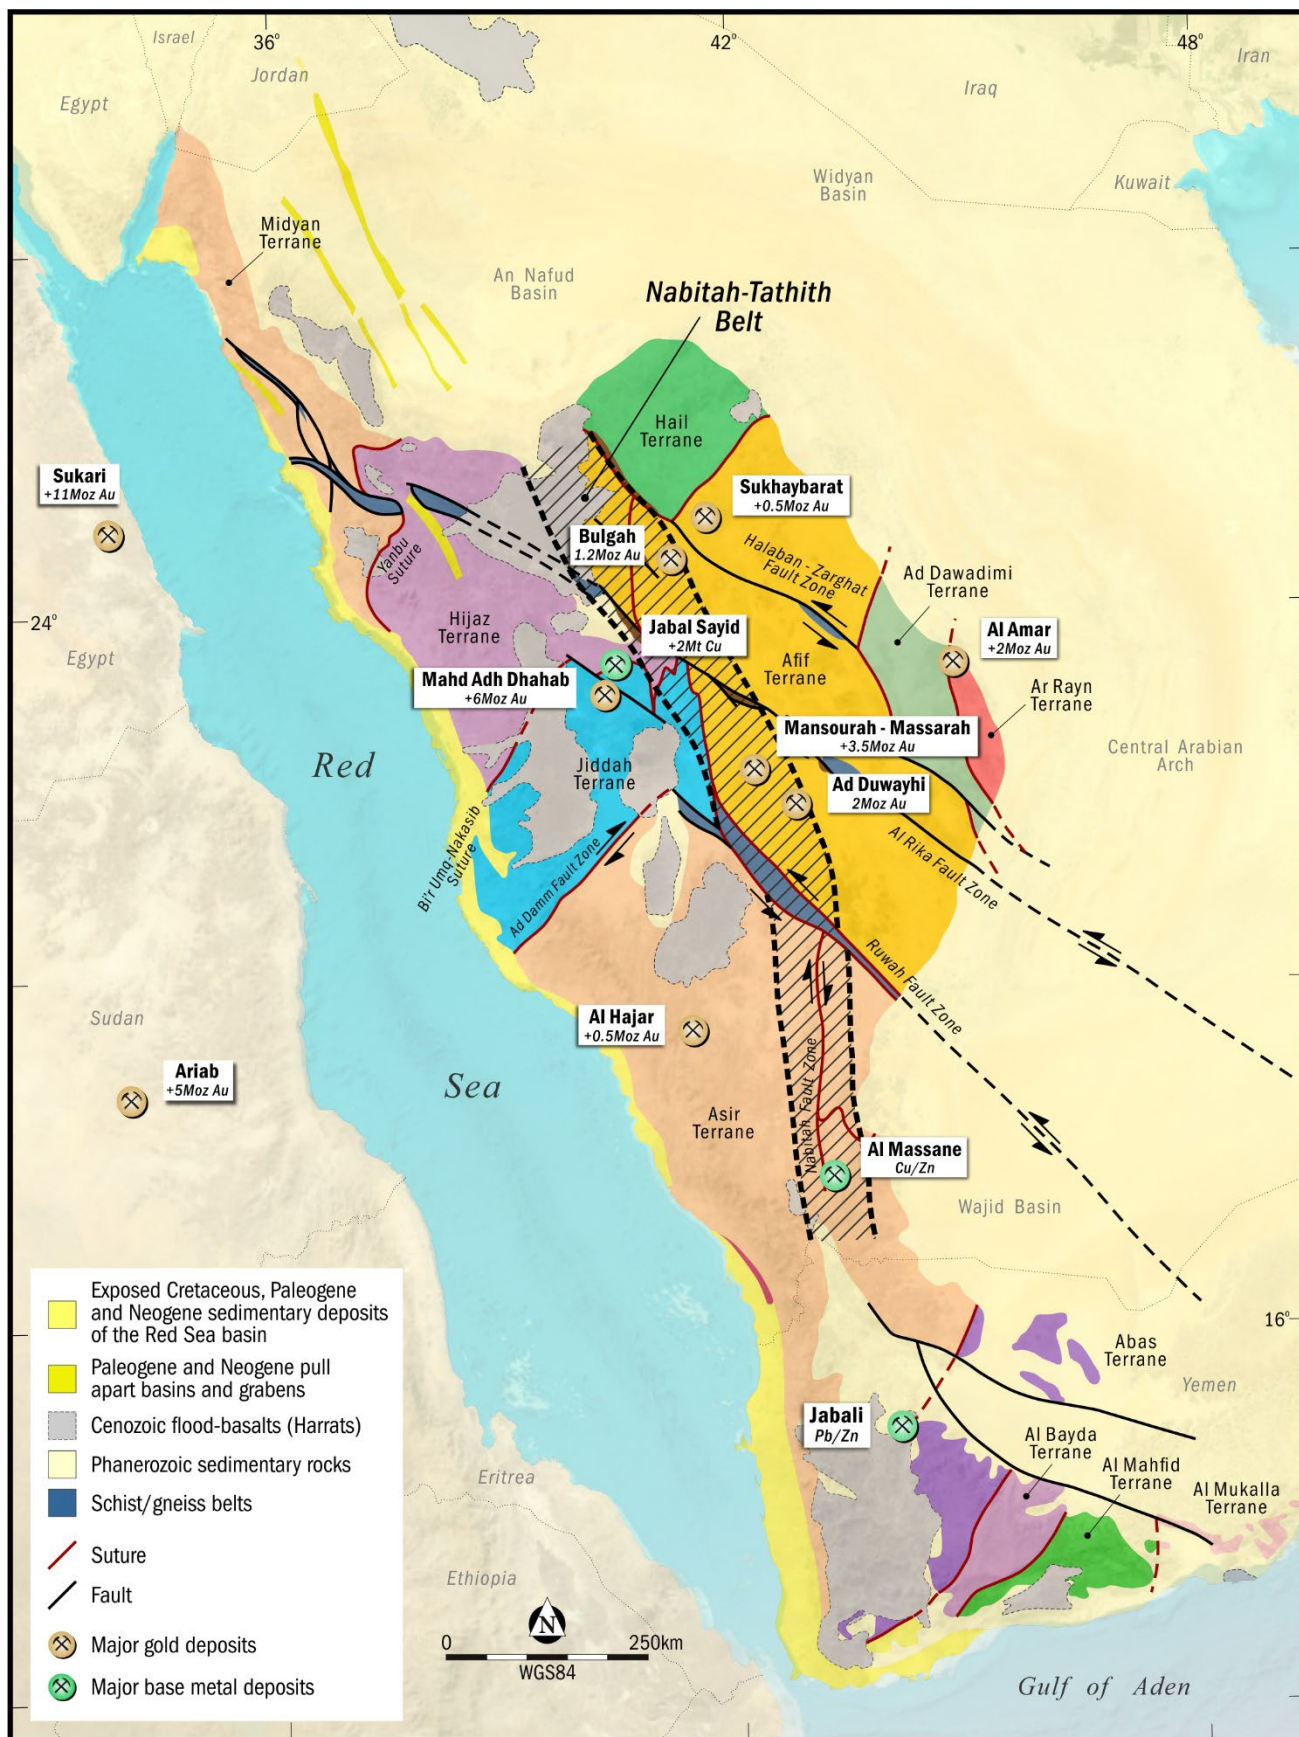 36°
42°
48°
Israel
Jordan
Egypt
Iraq
Iran
Kuwait
Widyan
Basin
Midyan
Terrane
An Nafud
Basin
Nabitah-Tathith
Belt
Hail
Terrane
Sukari
+11Moz Au
Sukhaybarat
+0.5Moz Au
Bulgah
1.2Moz Au
Halaban - Zarghat
Fault Zone
Yanbu
Suture
Ad Dawadimi
Terrane
Hijaz
Terrane
24°
Jabal Sayid
+2Mt Cu
Al Amar
+2Moz Au
Egypt
Afif
Terrane
Mahd Adh Dhahab
+6Moz Au
Ar Rayn
Terrane
Mansourah - Massarah
+3.5Moz Au
Central Arabian
Arch
Red
Jiddah
Terrane
Ad Duwayhi
2Moz Au
Bi'r Umq-Nakasib
Suture
Ad Damm Fault Zone
Al Rika Fault Zone
Ruwah Fault Zone
Sudan
Al Hajar
+0.5Moz Au
Ariab
+5Moz Au
Sea
Nabitah Fault Zone
Asir
Terrane
Al Massane
Cu/Zn
Wajid Basin
16°
Abas
Terrane
Yemen
Jabali
Pb/Zn
Al Bayda
Terrane
Al Mahfid
Terrane
Al Mukalla
Terrane
Eritrea
Ethiopia
Gulf of Aden
Exposed Cretaceous, Paleogene
and Neogene sedimentary deposits
of the Red Sea basin
Paleogene and Neogene pull
apart basins and grabens
Cenozoic flood-basalts (Harrats)
Phanerozoic sedimentary rocks
Schist/gneiss belts
Suture
Fault
Major gold deposits
Major base metal deposits
N
0 250km
WGS84